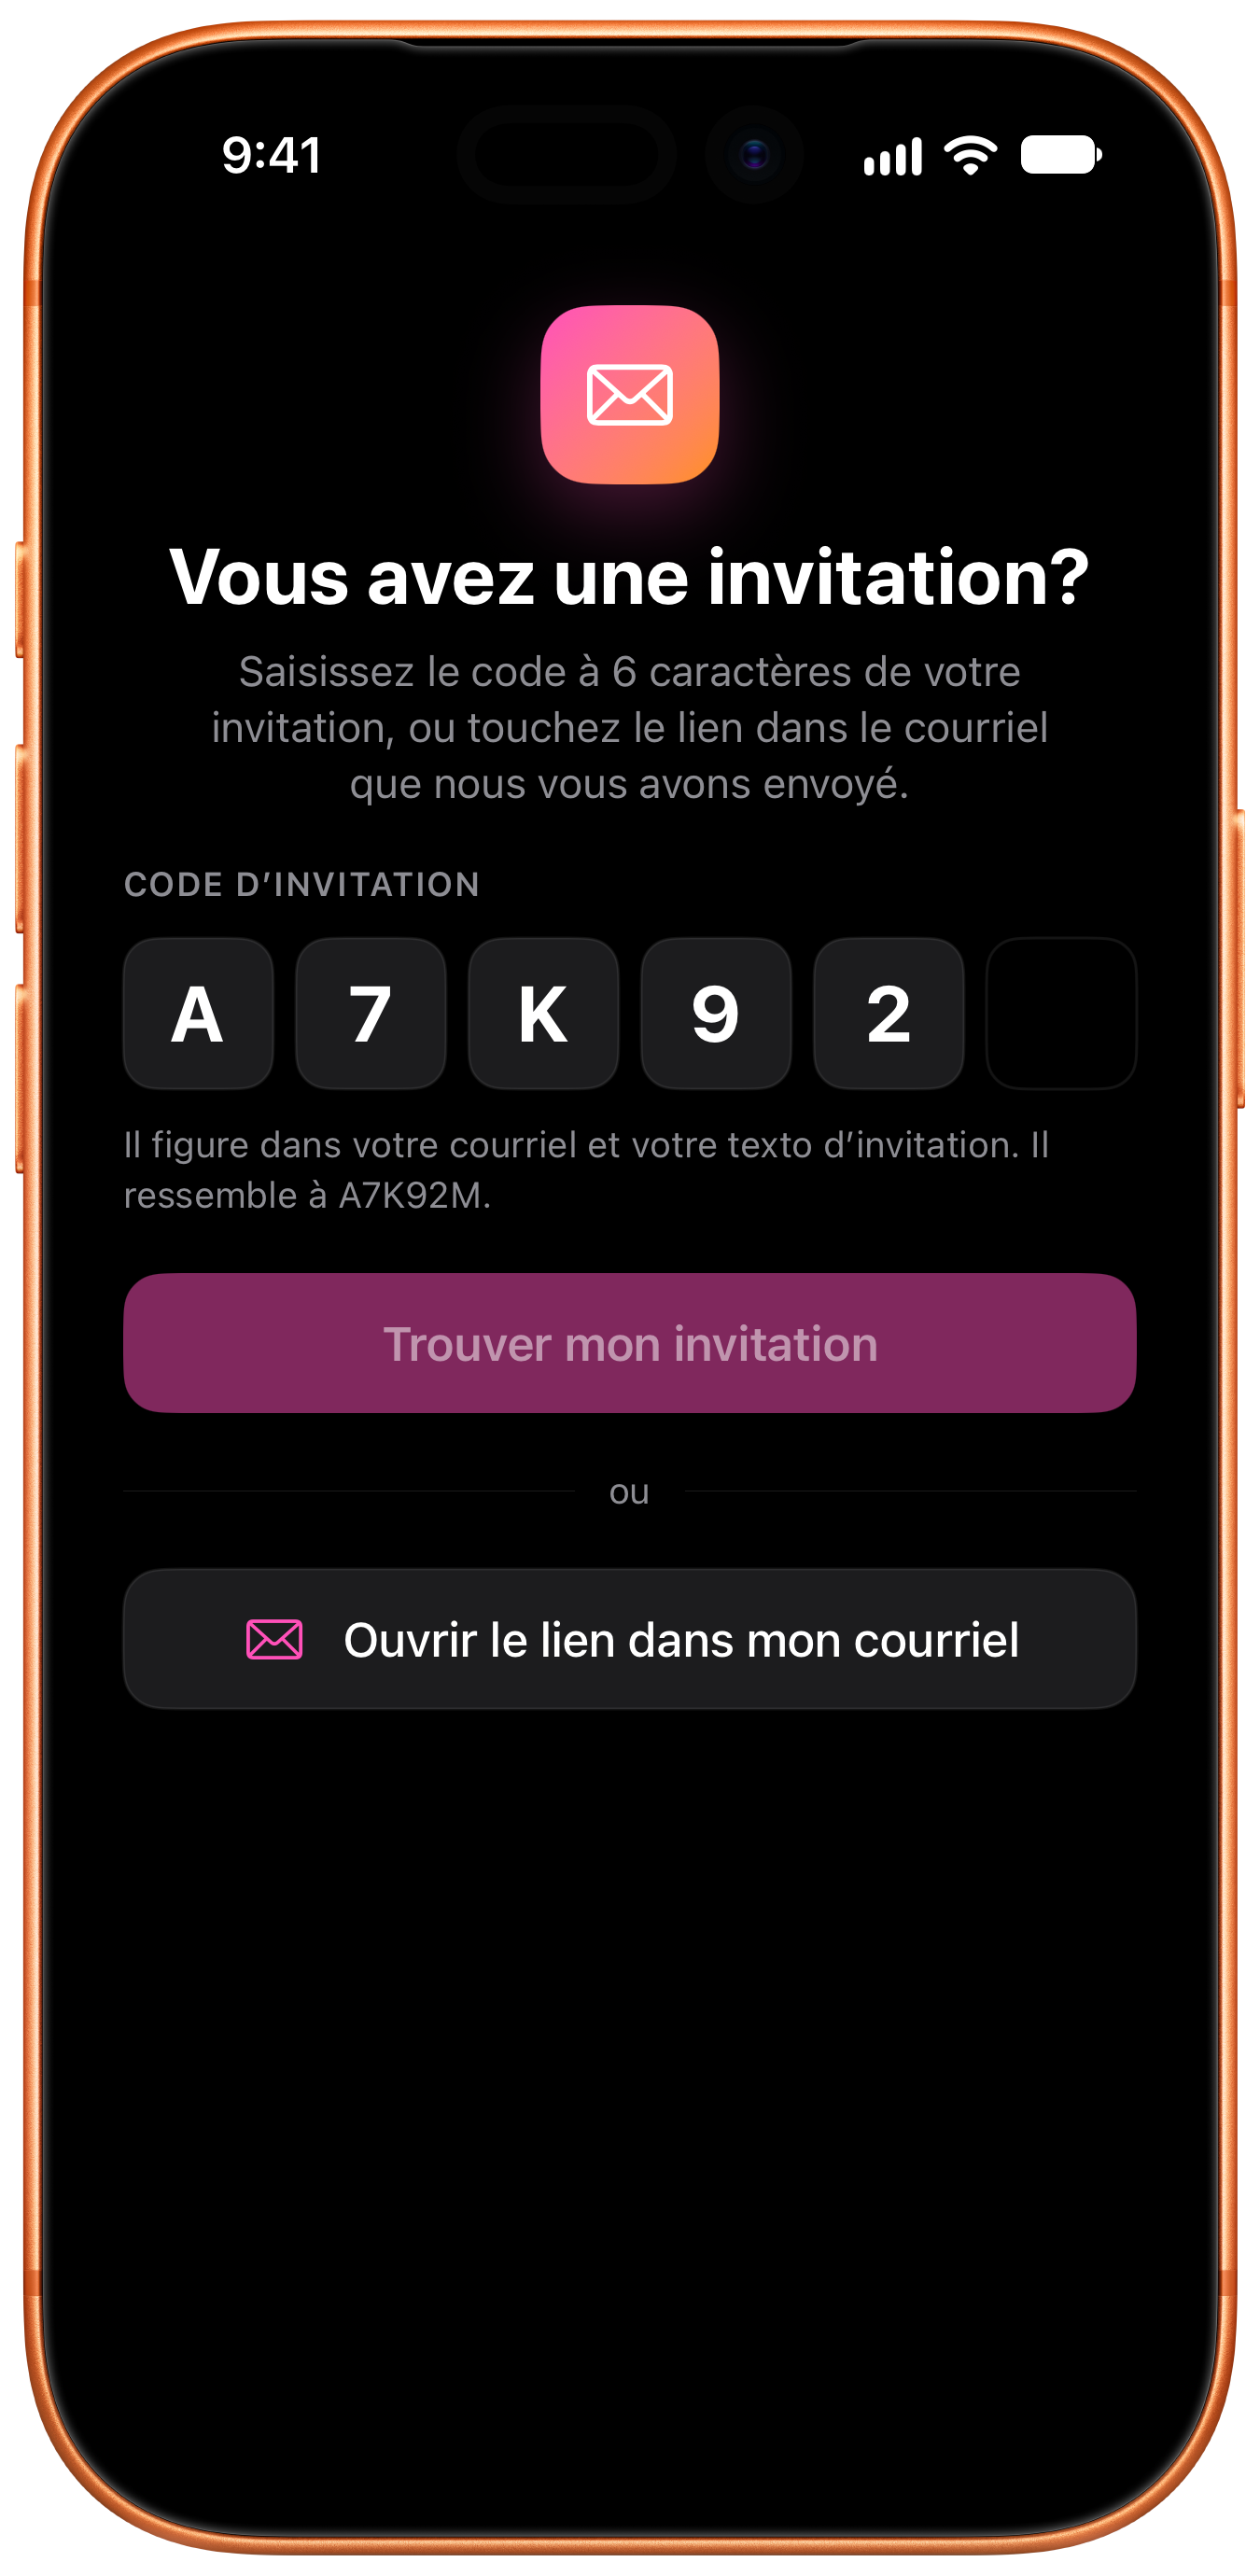 9:41
Vous avez une invitation?
Saisissez le code à 6 caractères de votre
invitation, ou touchez le lien dans le courriel
que nous vous avons envoyé.
CODE D’INVITATION
A 7 K 9 2
Il figure dans votre courriel et votre texto d’invitation. Il
ressemble à A7K92M.
Trouver mon invitation
ou
Ouvrir le lien dans mon courriel